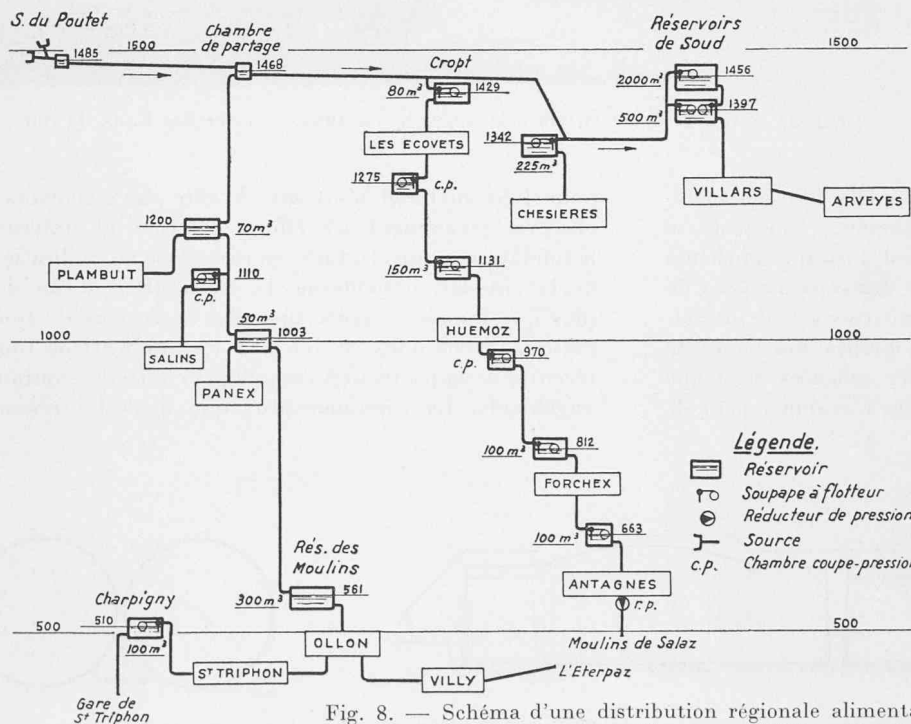 S. du Poutet
1485
1500
Chambre
de partage
1468
Cropt
Réservoirs
de Soud
1500
80 m³
1429
2000 m³
1456
500 m³
1397
LES ECOVETS
1342
225 m³
1275
c.p.
CHESIERES
VILLARS
ARVEYES
1200
70 m³
PLAMBUIT
1110
c.p.
150 m³
1131
50 m³
1003
HUEMOZ
1000
1000
SALINS
PANEX
970
c.p.
100 m³
812
FORCHEX
Légende.
Réservoir
Soupape à flotteur
Réducteur de pression
Source
c.p. Chambre coupe-pression
663
100 m³
Rés. des
Moulins
561
300 m³
ANTAGNES
r.p.
Charpigny
500
510
100 m³
OLLON
Moulins de Salaz
500
ST TRIPHON
VILLY
L'Eterpaz
Gare de
St Triphon
Fig. 8. — Schéma d'une distribution régionale alimenta